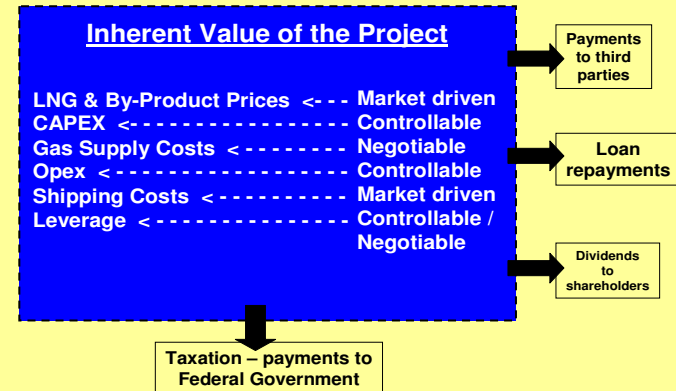 Inherent Value of the Project
LNG & By-Product Prices <- - - Market driven
CAPEX <- - - - - - - - - - - - - - - - - Controllable
Gas Supply Costs < - - - - - - - - Negotiable
Opex < - - - - - - - - - - - - - - - - - - Controllable
Shipping Costs < - - - - - - - - - - Market driven
Leverage < - - - - - - - - - - - - - - - - Controllable /
Negotiable
Payments
to third
parties
Loan
repayments
Dividends
to
shareholders
Taxation – payments to
Federal Government